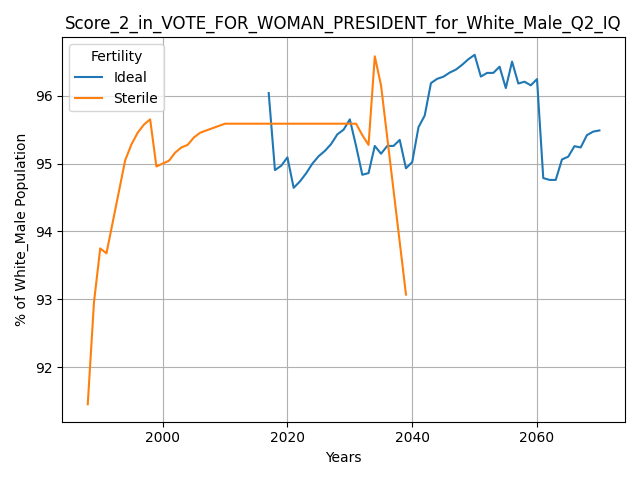 Score_2_in_VOTE_FOR_WOMAN_PRESIDENT_for_White_Male_Q2_IQ
Fertility
Ideal
Sterile
% of White_Male Population
96
95
94
93
92
2000
2020
2040
2060
Years